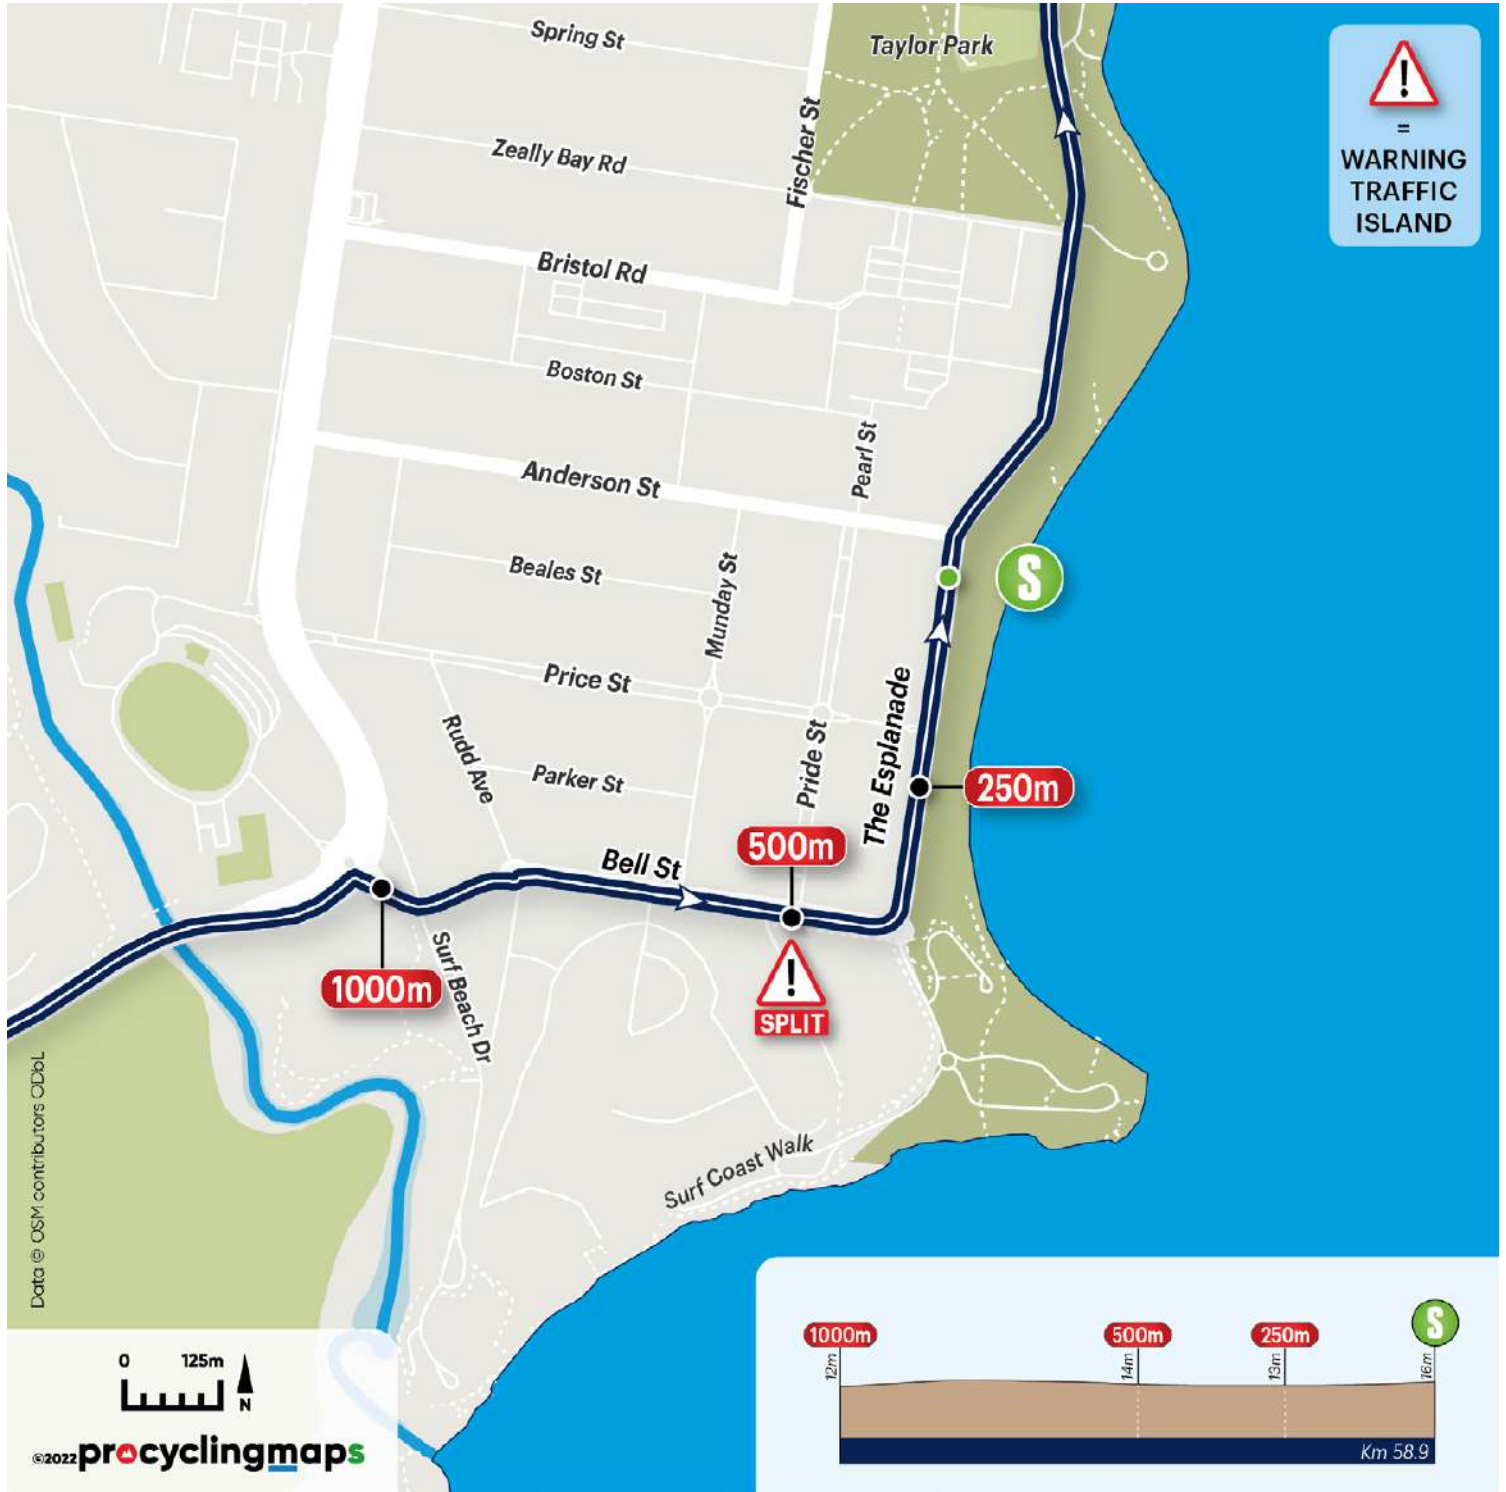 Spring St
Taylor Park
Fischer St
Zeally Bay Rd
!
=
WARNING
TRAFFIC
ISLAND
Bristol Rd
Boston St
Pearl St
Anderson St
Beales St
Munday St
S
Price St
The Esplanade
Rudd Ave
Pride St
Parker St
250m
500m
Bell St
1000m
Surf Beach Dr
!
SPLIT
Surf Coast Walk
Data © OSM contributors ODbL
0 125m
N
©2022 procyclingmaps
1000m 500m 250m S
12m 14m 13m 16m
Km 58.9